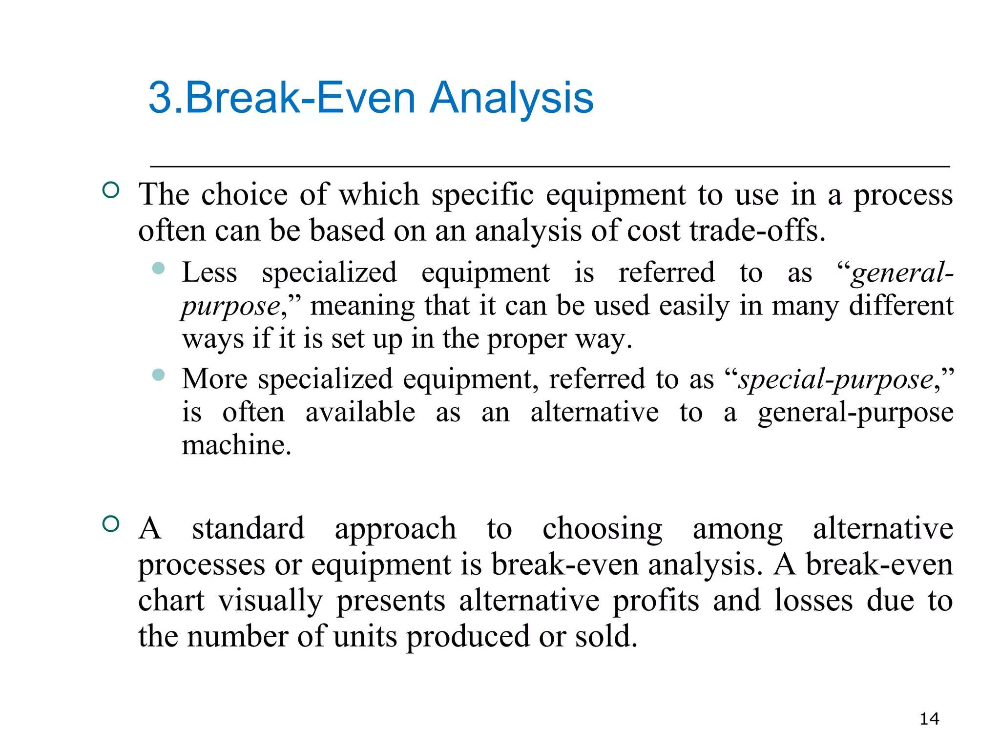 3.Break-Even Analysis
The choice of which specific equipment to use in a process
often can be based on an analysis of cost trade-offs.
Less specialized equipment is referred to as “general-
purpose,” meaning that it can be used easily in many different
ways if it is set up in the proper way.
More specialized equipment, referred to as “special-purpose,”
is often available as an alternative to a general-purpose
machine.
A standard approach to choosing among alternative
processes or equipment is break-even analysis. A break-even
chart visually presents alternative profits and losses due to
the number of units produced or sold.
14